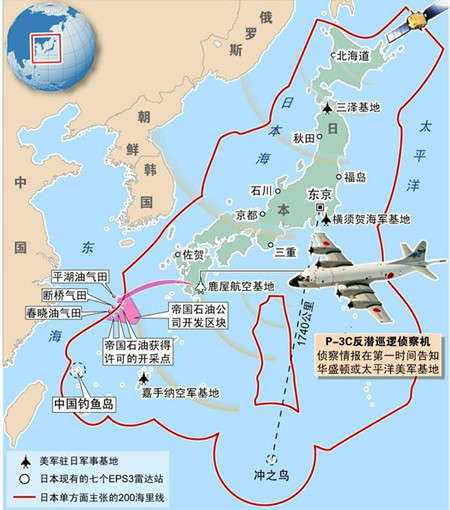 俄罗斯
北海道
朝鲜
韩国
日本海
三泽基地
秋田
日本
太平洋
福岛
石川
东京
横须贺海军基地
京都
三重
中国
东海
佐贺
平湖油气田
断桥油气田
春晓油气田
鹿屋航空基地
帝国石油公
司开发区块
帝国石油获得
许可的开采点
1740公里
P-3C反潜巡逻侦察机
侦察情报在第一时间告知
华盛顿或太平洋美军基地
中国钓鱼岛
嘉手纳空军基地
冲之鸟
美军驻日军事基地
日本现有的七个EPS3雷达站
日本单方面主张的200海里线